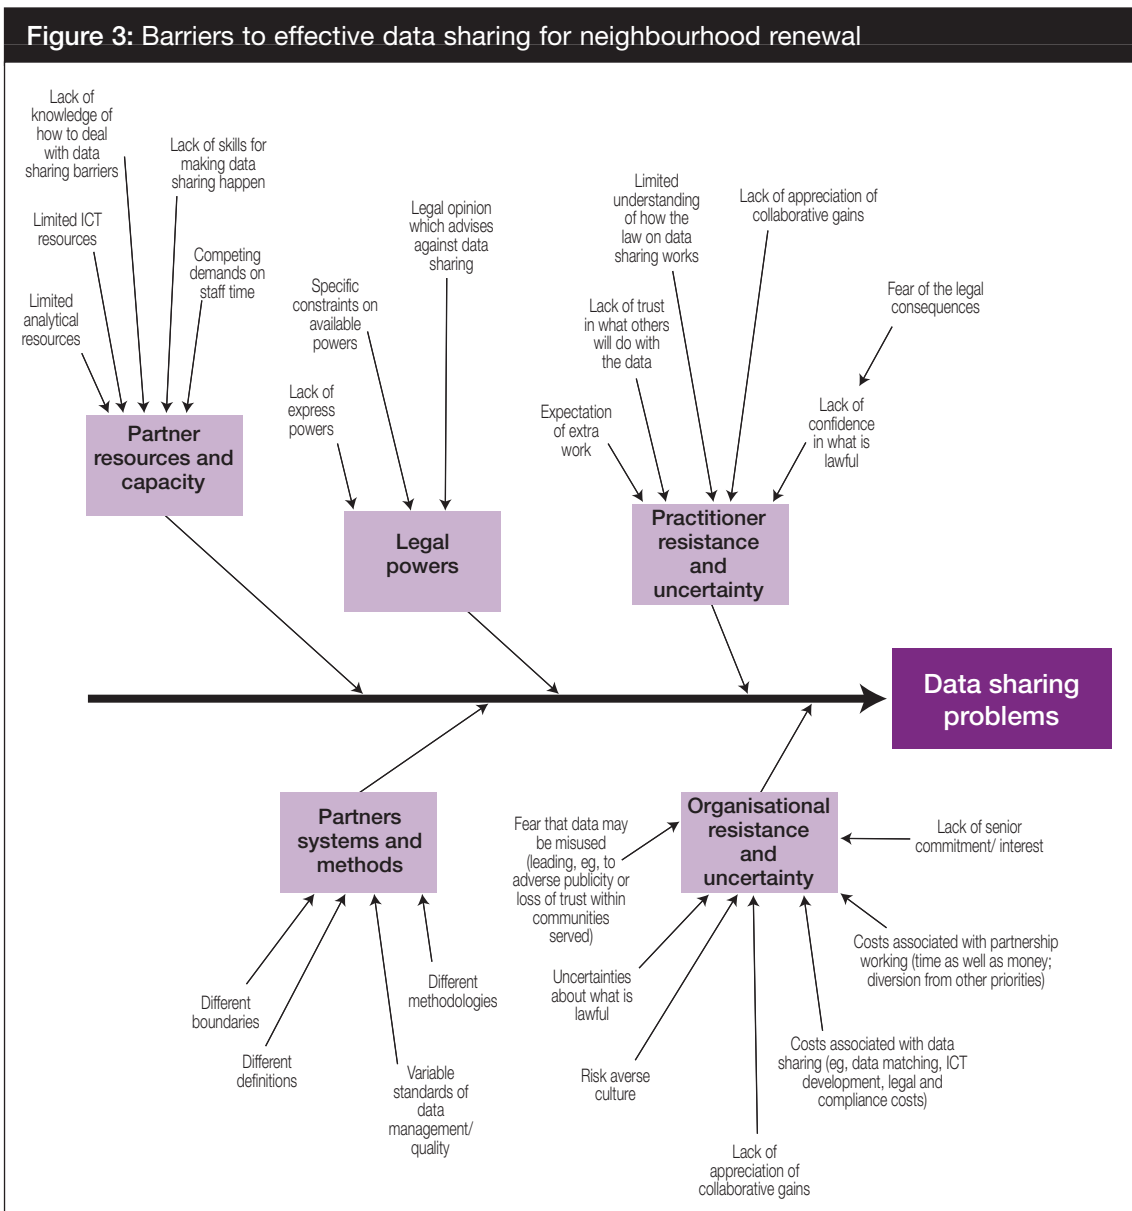 Figure 3: Barriers to effective data sharing for neighbourhood renewal
Lack of
knowledge of
how to deal
with data
sharing barriers
Lack of skills for
making data
sharing happen
Limited ICT
resources
Competing
demands on
staff time
Limited
analytical
resources
Partner
resources and
capacity
Legal opinion
which advises
against data
sharing
Specific
constraints on
available
powers
Lack of
express
powers
Legal
powers
Limited
understanding
of how the
law on data
sharing works
Lack of appreciation of
collaborative gains
Fear of the legal
consequences
Lack of trust
in what others
will do with
the data
Expectation
of extra
work
Lack of
confidence
in what is
lawful
Practitioner
resistance
and
uncertainty
Data sharing
problems
Partners
systems and
methods
Different
boundaries
Different
definitions
Variable
standards of
data
management/
quality
Different
methodologies
Organisational
resistance
and
uncertainty
Fear that data may
be misused
(leading, eg, to
adverse publicity or
loss of trust within
communities
served)
Uncertainties
about what is
lawful
Risk averse
culture
Lack of
appreciation of
collaborative gains
Costs associated with data
sharing (eg, data matching, ICT
development, legal and
compliance costs)
Costs associated with partnership
working (time as well as money;
diversion from other priorities)
Lack of senior
commitment/ interest